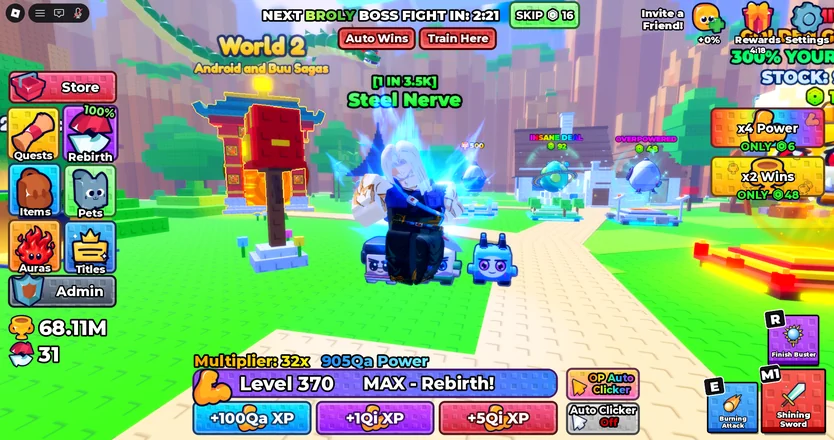 NEXT BROLY BOSS FIGHT IN: 2:21
SKIP 16
Invite a
Friend!
+0%
Rewards
4:18
Settings
Auto Wins
Train Here
World 2
Android and Buu Sagas
300% YOUR
STOCK:
[1 IN 3.5K]
Steel Nerve
Store
100%
Quests
Rebirth
Items
Pets
Auras
Titles
Admin
68.11M
31
INSANE DEAL
92
OVERPOWERED
x4 Power
ONLY 6
x2 Wins
ONLY 48
Multiplier: 32x 905Qa Power
Level 370 MAX - Rebirth!
+100Qa XP
+1Qi XP
+5Qi XP
OP Auto
Clicker
Auto Clicker
Off
R
Finish Buster
E
Burning
Attack
M1
Shining
Sword